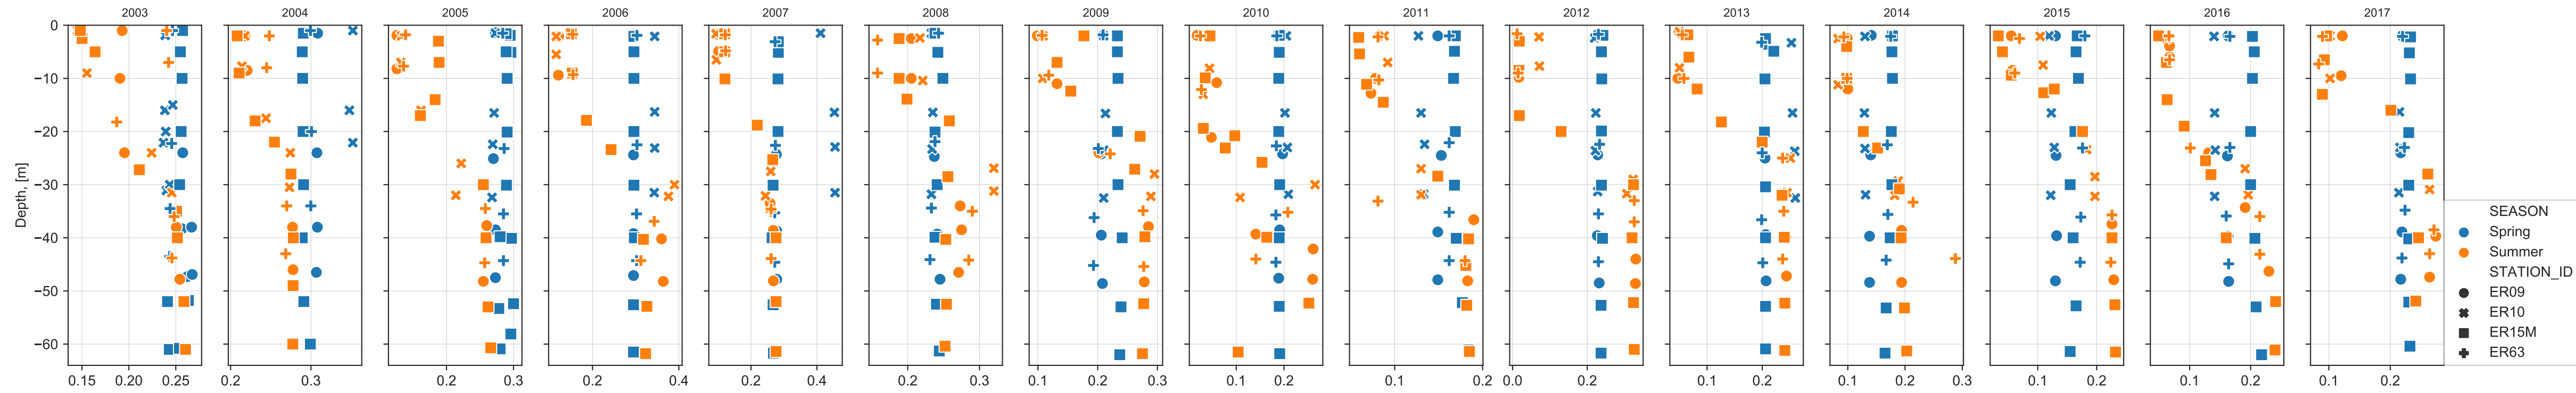 2003 2004 2005 2006 2007 2008 2009 2010 2011 2012 2013 2014 2015 2016 2017
0
−10
−20
−30
−40
−50
−60
Depth, [m]
0.15 0.20 0.25 0.2 0.3 0.2 0.3 0.2 0.4 0.2 0.4 0.2 0.3 0.1 0.2 0.3 0.1 0.2 0.1 0.2 0.0 0.2 0.1 0.2 0.1 0.2 0.3 0.1 0.2 0.1 0.2 0.1 0.2
SEASON
Spring
Summer
STATION_ID
ER09
ER10
ER15M
ER63